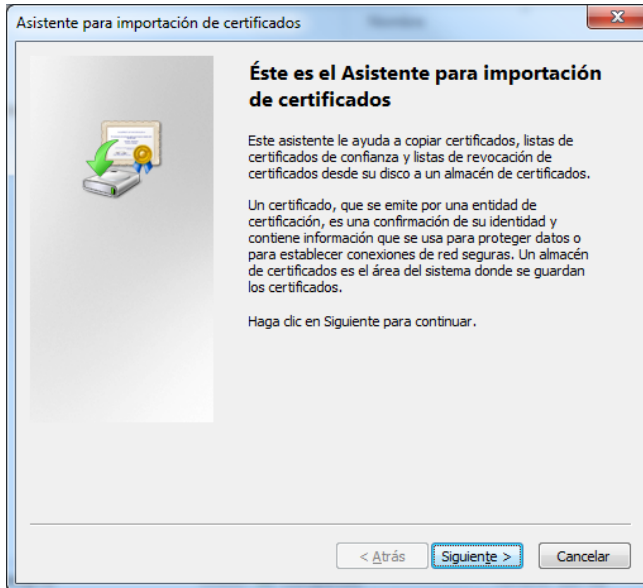 Asistente para importación de certificados
Éste es el Asistente para importación
de certificados
Este asistente le ayuda a copiar certificados, listas de
certificados de confianza y listas de revocación de
certificados desde su disco a un almacén de certificados.
Un certificado, que se emite por una entidad de
certificación, es una confirmación de su identidad y
contiene información que se usa para proteger datos o
para establecer conexiones de red seguras. Un almacén
de certificados es el área del sistema donde se guardan
los certificados.
Haga clic en Siguiente para continuar.
< Atrás Siguiente > Cancelar